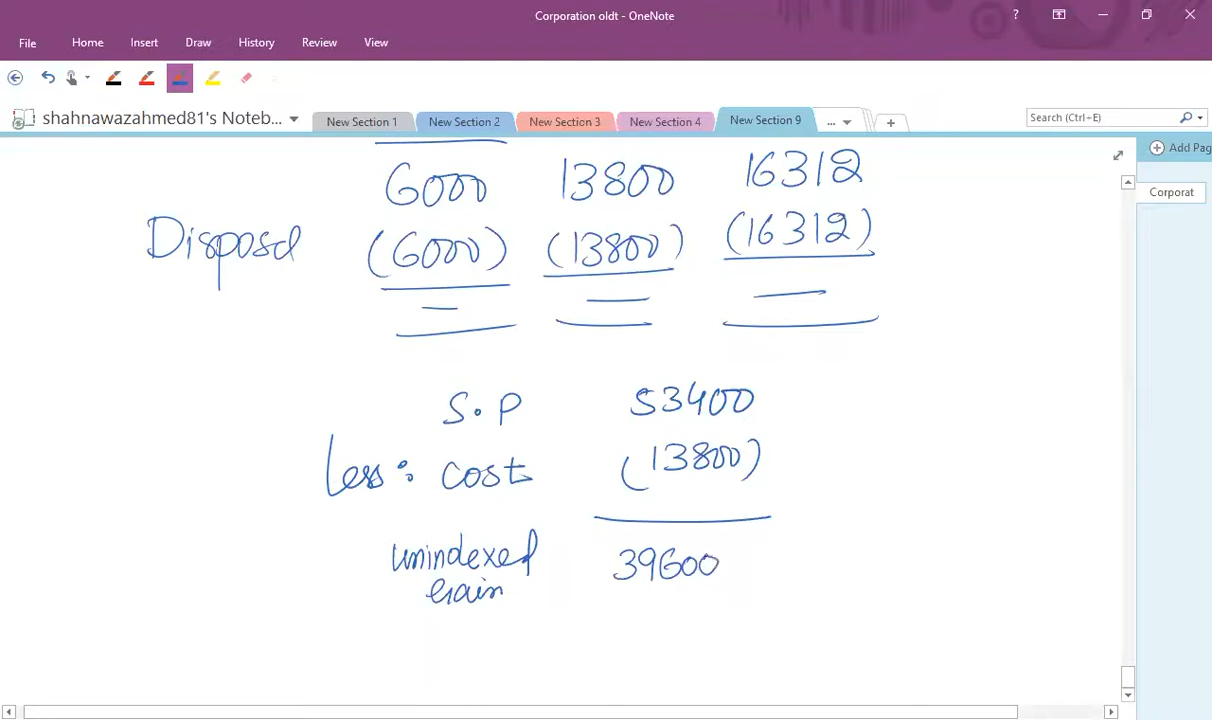 Corporation oldt - OneNote
?
File Home Insert Draw History Review View
shahnawazahmed81's Noteb... New Section 1 New Section 2 New Section 3 New Section 4 New Section 9 ... + Search (Ctrl+E)
Add Pag
Corporat
6000 13800 16312
Disposal (6000) (13800) (16312)
S.P 53400
Less: cost (13800)
unindexed 39600
Gain